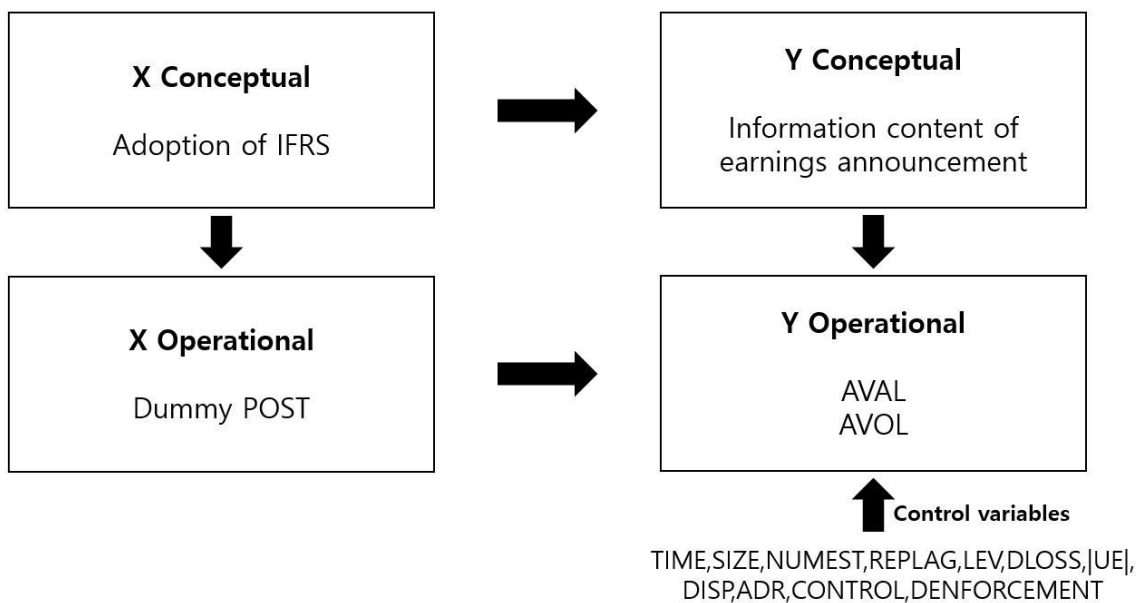 X Conceptual
Adoption of IFRS
Y Conceptual
Information content of
earnings announcement
X Operational
Dummy POST
Y Operational
AVAL
AVOL
Control variables
TIME,SIZE,NUMEST,REPLAG,LEV,DLOSS,|UE|,
DISP,ADR,CONTROL,DENFORCEMENT